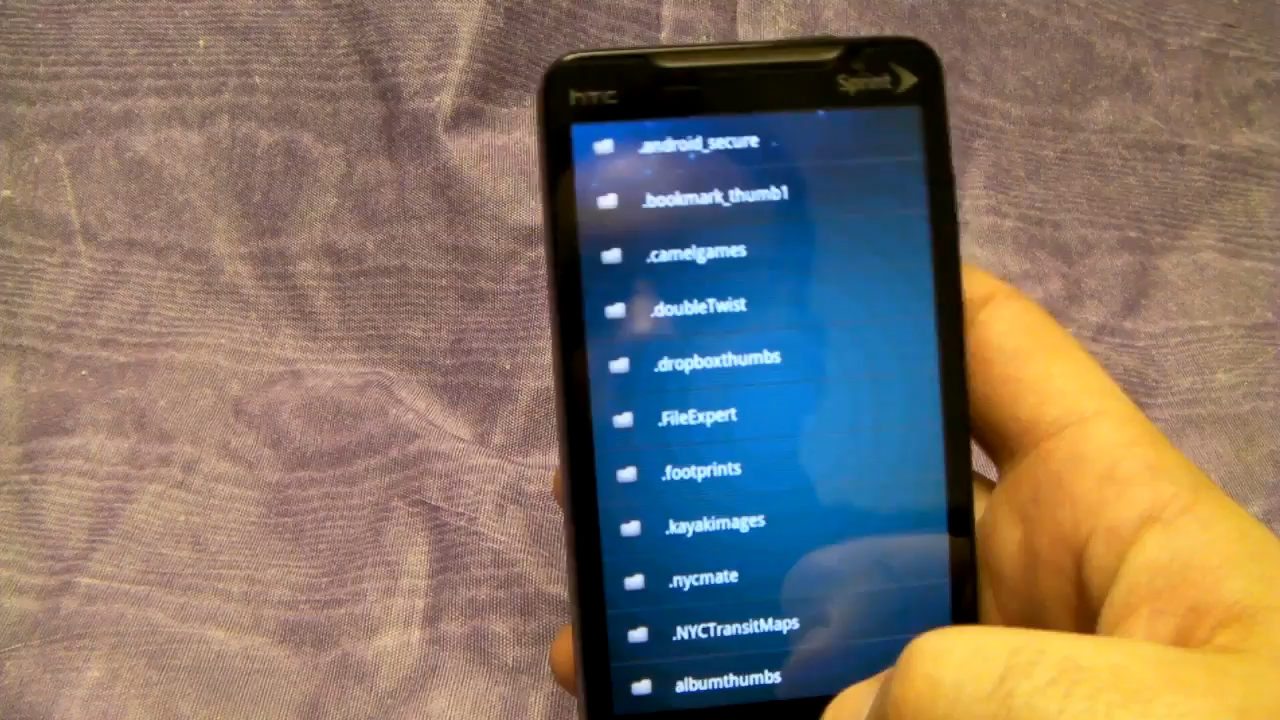 hTC
Sprint
.android_secure
.bookmark_thumb1
.camelgames
.doubleTwist
.dropboxthumbs
.FileExpert
.footprints
.kayakimages
.nycmate
.NYCTransitMaps
albumthumbs